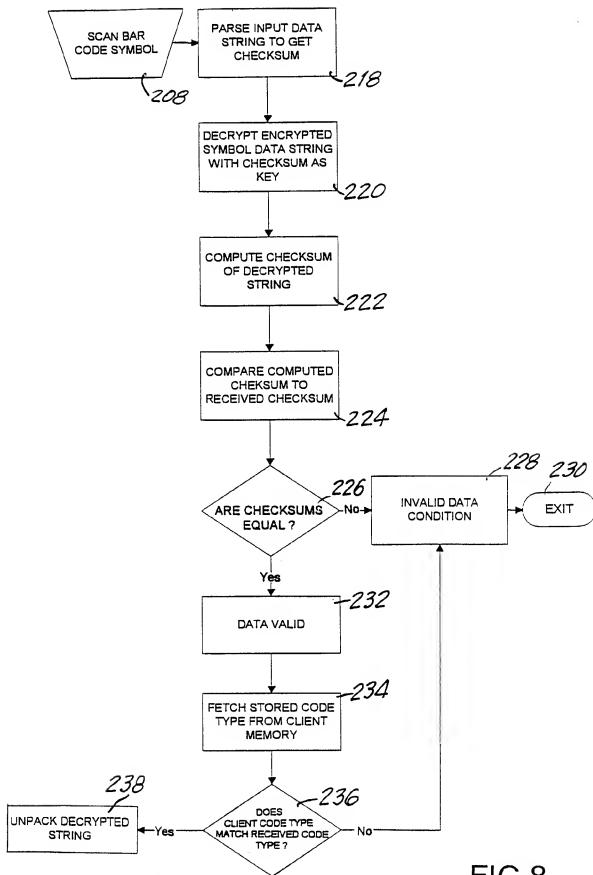 SCAN BAR
CODE SYMBOL
208
PARSE INPUT DATA
STRING TO GET
CHECKSUM
218
DECRYPT ENCRYPTED
SYMBOL DATA STRING
WITH CHECKSUM AS
KEY
220
COMPUTE CHECKSUM
OF DECRYPTED
STRING
222
COMPARE COMPUTED
CHEKSUM TO
RECEIVED CHECKSUM
224
226
ARE CHECKSUMS
EQUAL ?
No
228
INVALID DATA
CONDITION
230
EXIT
Yes
232
DATA VALID
234
FETCH STORED CODE
TYPE FROM CLIENT
MEMORY
236
DOES
CLIENT CODE TYPE
MATCH RECEIVED CODE
TYPE ?
No
Yes
238
UNPACK DECRYPTED
STRING
FIG.8